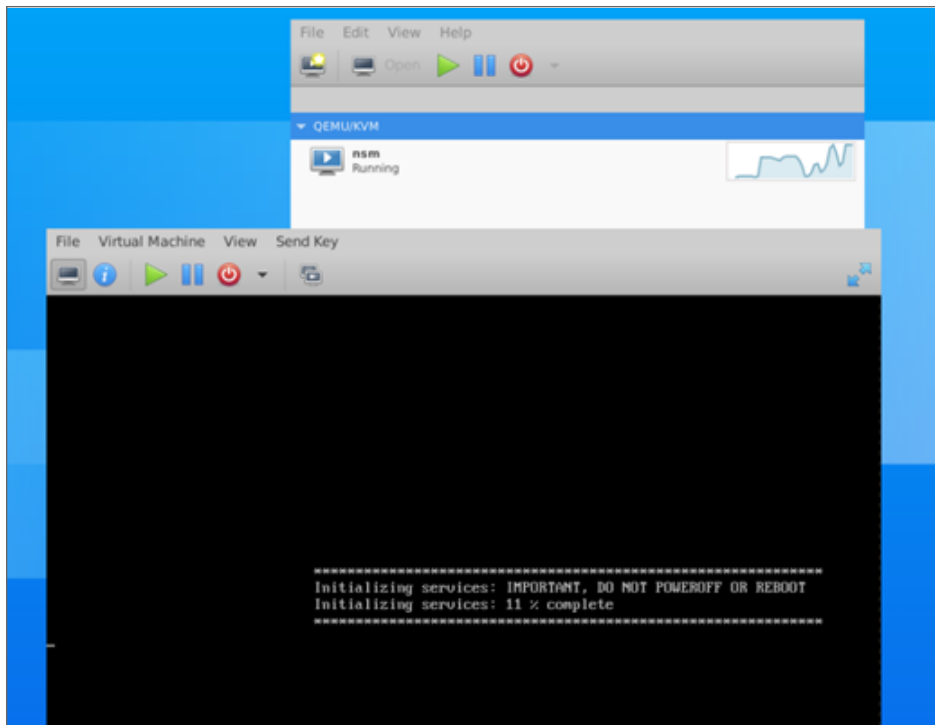 File Edit View Help
Open
QEMU/KVM
nsm
Running
File Virtual Machine View Send Key
**************************************************************
Initializing services: IMPORTANT, DO NOT POWEROFF OR REBOOT
Initializing services: 11 % complete
**************************************************************